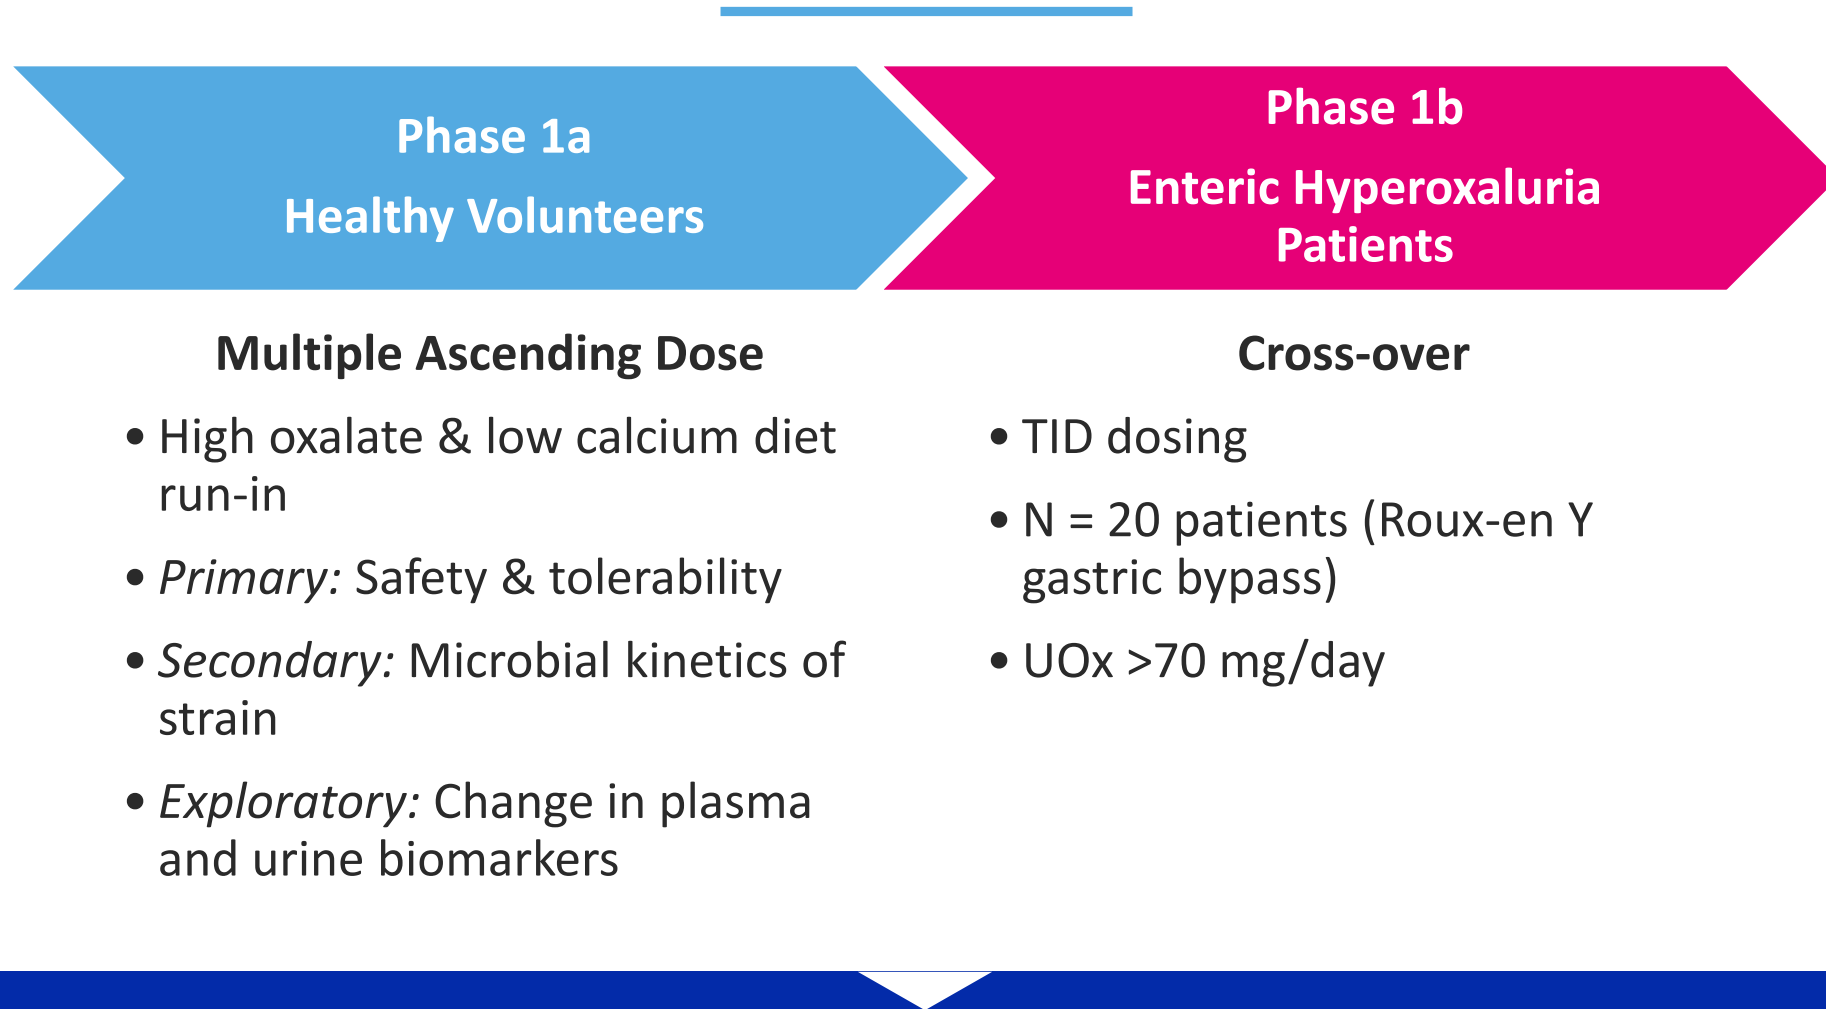 Phase 1a
Healthy Volunteers
Phase 1b
Enteric Hyperoxaluria
Patients
Multiple Ascending Dose
• High oxalate & low calcium diet
run-in
• Primary: Safety & tolerability
• Secondary: Microbial kinetics of
strain
• Exploratory: Change in plasma
and urine biomarkers
Cross-over
• TID dosing
• N = 20 patients (Roux-en Y
gastric bypass)
• UOx >70 mg/day